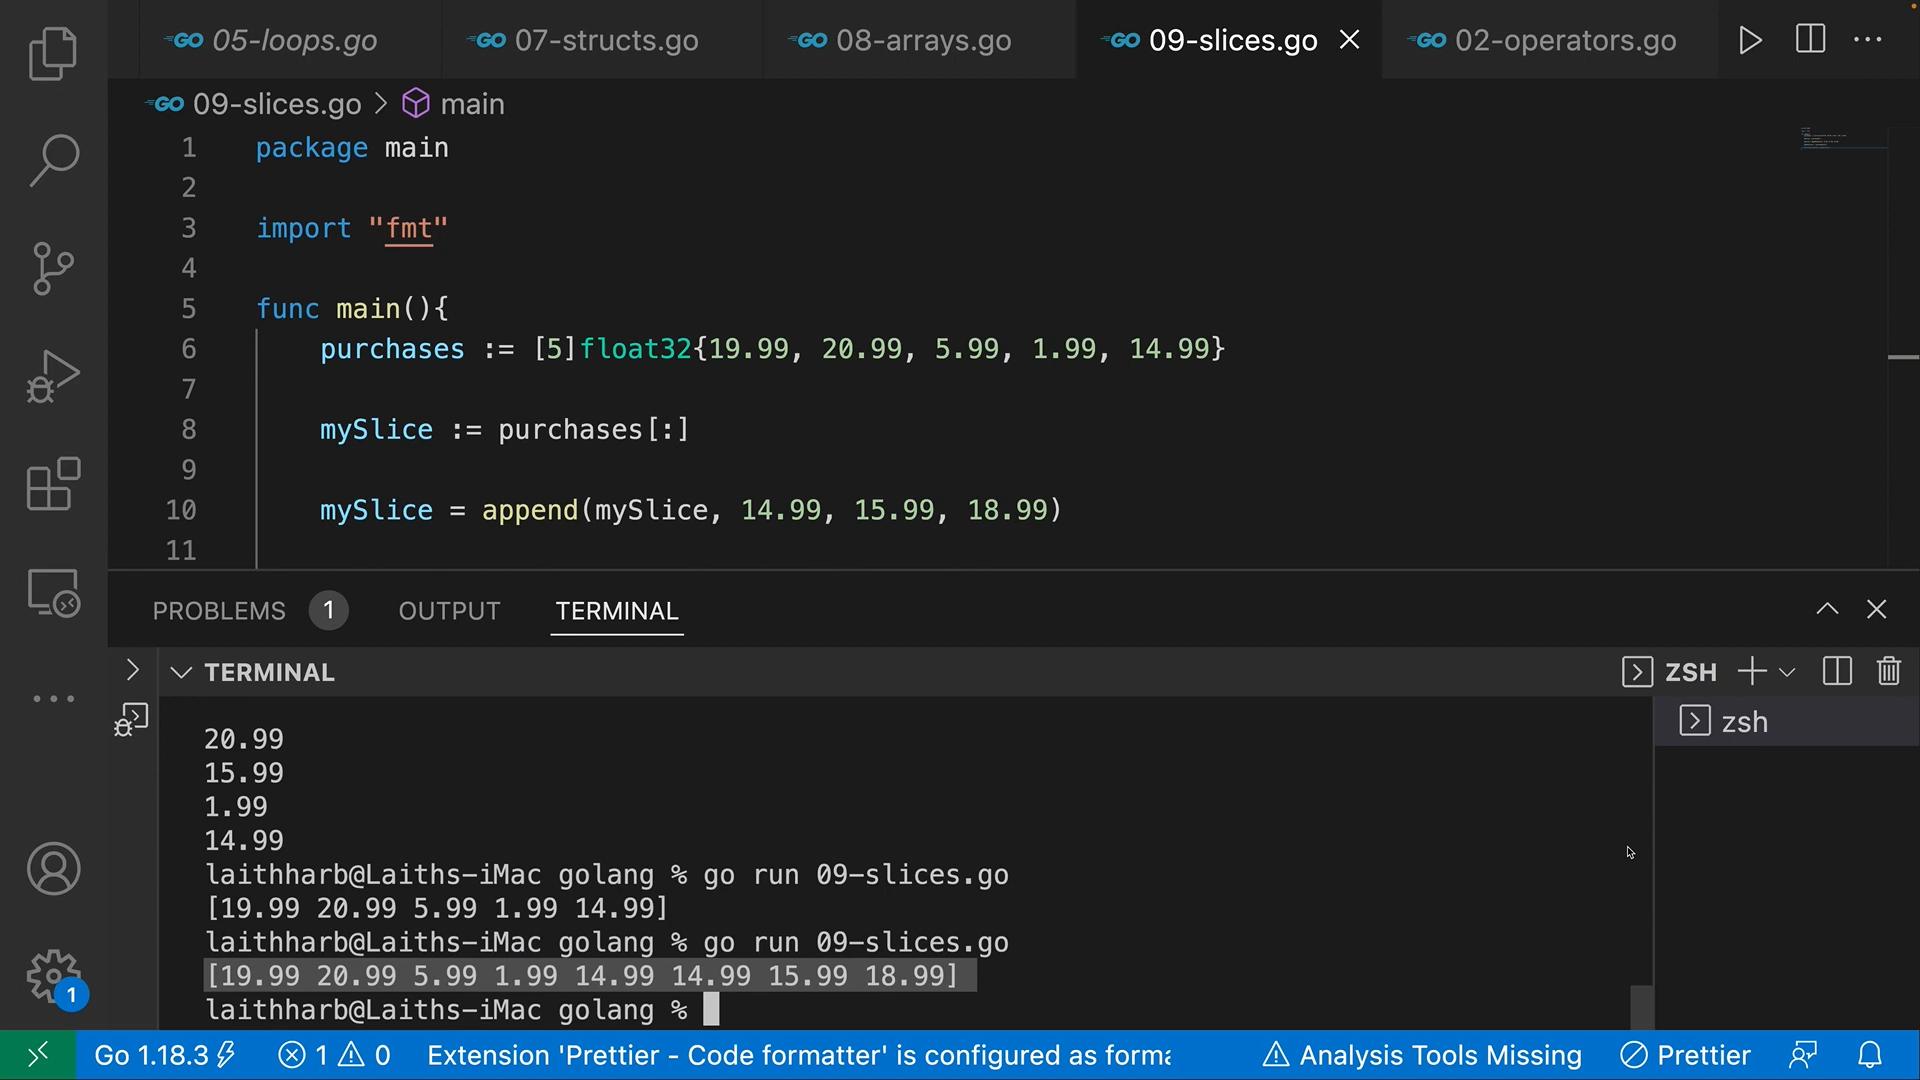 GO 05-loops.go GO 07-structs.go GO 08-arrays.go GO 09-slices.go GO 02-operators.go
GO 09-slices.go > main
1 package main
2
3 import "fmt"
4
5 func main(){
6 purchases := [5]float32{19.99, 20.99, 5.99, 1.99, 14.99}
7
8 mySlice := purchases[:]
9
10 mySlice = append(mySlice, 14.99, 15.99, 18.99)
11
PROBLEMS 1 OUTPUT TERMINAL
TERMINAL ZSH
zsh
20.99
15.99
1.99
14.99
laithharb@Laiths-iMac golang % go run 09-slices.go
[19.99 20.99 5.99 1.99 14.99]
laithharb@Laiths-iMac golang % go run 09-slices.go
[19.99 20.99 5.99 1.99 14.99 14.99 15.99 18.99]
laithharb@Laiths-iMac golang %
1
Go 1.18.3 1 0 Extension 'Prettier - Code formatter' is configured as forma Analysis Tools Missing Prettier